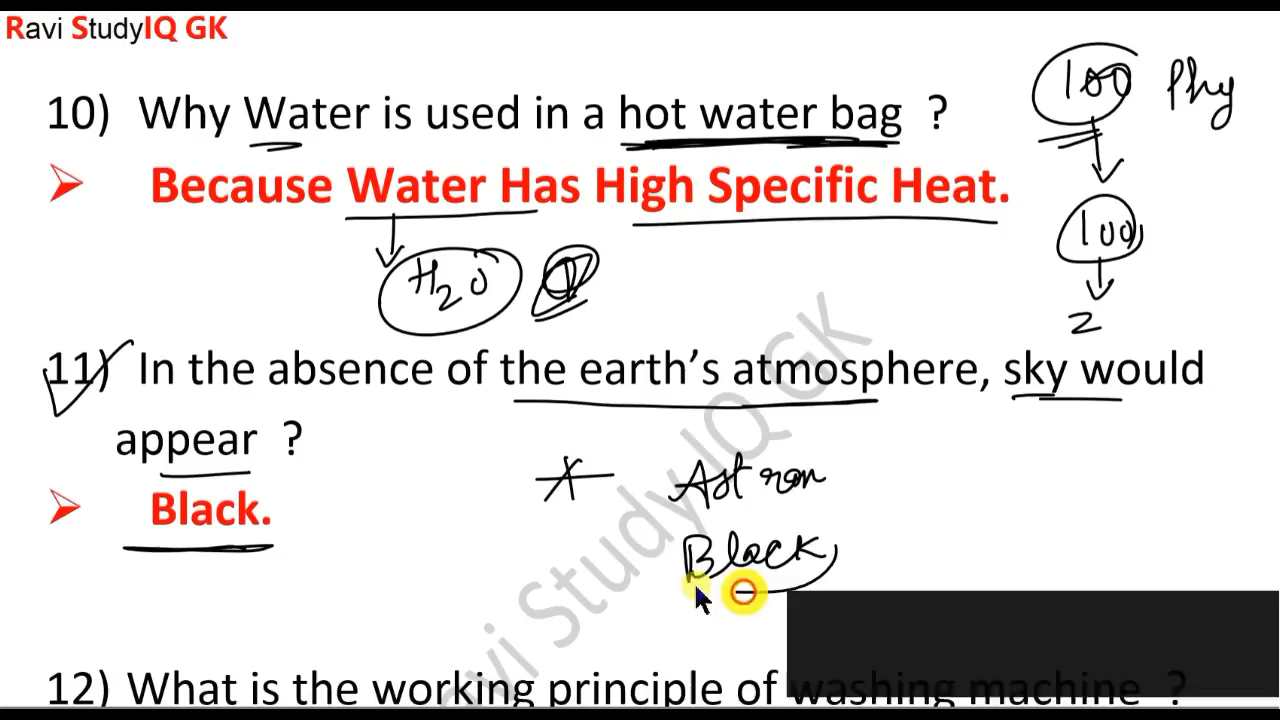 Ravi StudyIQ GK
100 Phy
10) Why Water is used in a hot water bag ?
Because Water Has High Specific Heat.
100
H2O
2
11) In the absence of the earth's atmosphere, sky would
appear ?
Astron
Black.
Black
Ravi Study IQ GK
12) What is the working principle of washing machine ?